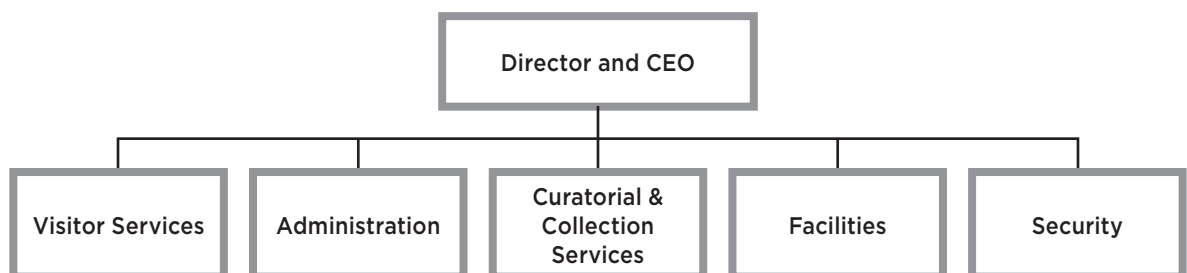 Director and CEO
Visitor Services
Administration
Curatorial &
Collection
Services
Facilities
Security